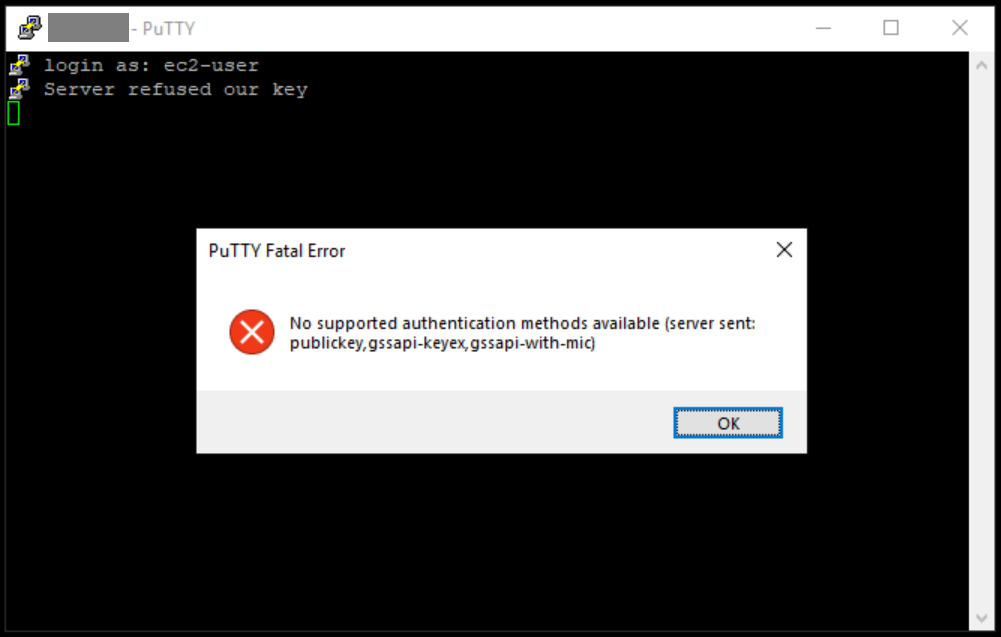 - PuTTY
login as: ec2-user
Server refused our key
PuTTY Fatal Error
No supported authentication methods available (server sent:
publickey,gssapi-keyex,gssapi-with-mic)
OK